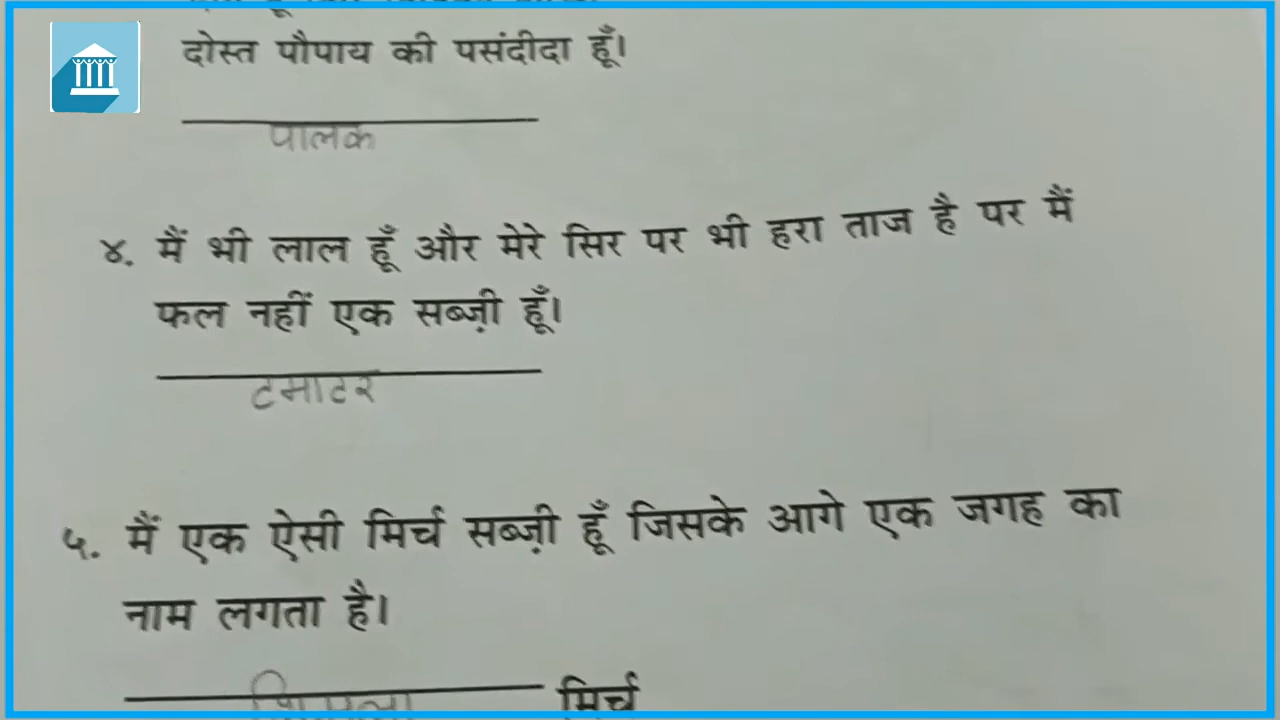 दोस्त पौपाय की पसंदीदा हूँ।
पालक
४. मैं भी लाल हूँ और मेरे सिर पर भी हरा ताज है पर मैं
फल नहीं एक सब्ज़ी हूँ।
टमाटर
५. मैं एक ऐसी मिर्च सब्ज़ी हूँ जिसके आगे एक जगह का
नाम लगता है।
शिमला मिर्च